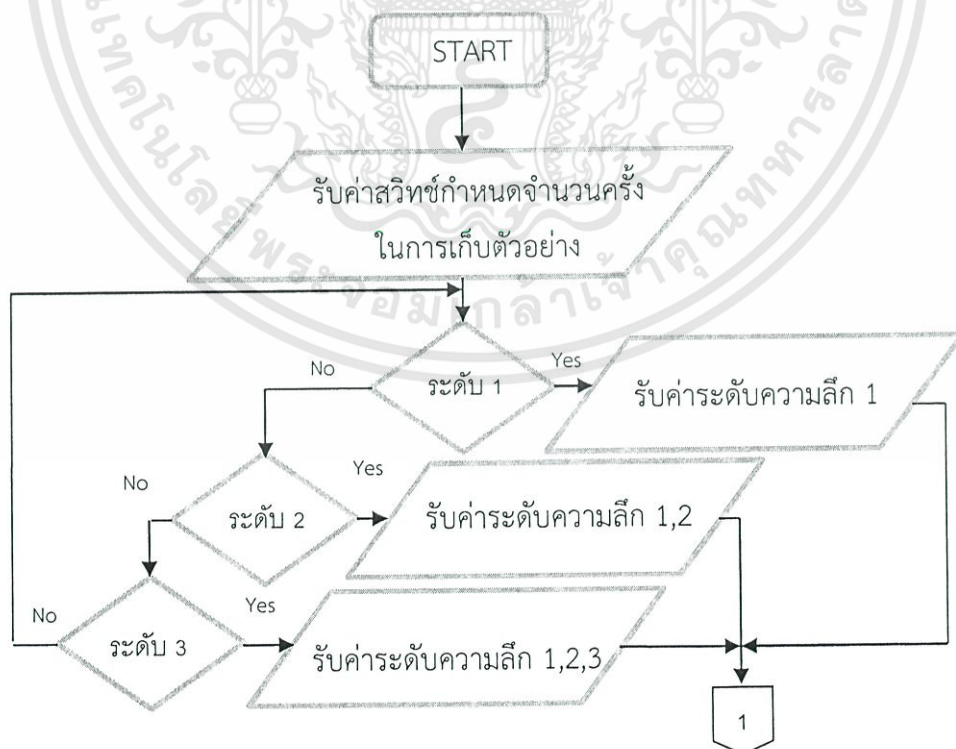 START
รับค่าสวิทช์กำหนดจำนวนครั้ง
ในการเก็บตัวอย่าง
No
ระดับ 1
Yes
รับค่าระดับความลึก 1
No
ระดับ 2
Yes
รับค่าระดับความลึก 1,2
No
ระดับ 3
Yes
รับค่าระดับความลึก 1,2,3
1